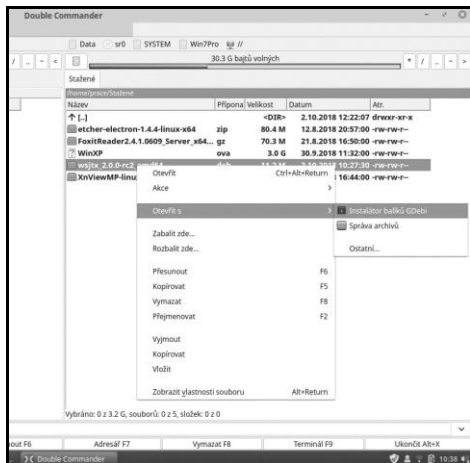 Double Commander
Data sr0 SYSTEM Win7Pro //
/ .. ~ < 30.3 G bajtů volných * / .. ~ >
Stažené
/home/prace/Stažené
Název Přípona Velikost Datum Atr.
[..] <DIR> 2.10.2018 12:22:07 drwxr-xr-x
etcher-electron-1.4.4-linux-x64 zip 80.4 M 12.8.2018 20:57:00 -rw-rw-r--
FoxitReader2.4.1.0609_Server_x64... gz 70.3 M 21.8.2018 16:50:00 -rw-rw-r--
WinXP ova 3.0 G 30.9.2018 11:32:00 -rw-rw-r--
wsjtx_2.0.0-rc2_amd64 deb 11.2 M 2.10.2018 10:27:30 -rw-rw-r--
XnViewMP-linu 16:44:00 -rw-rw-r--
Otevřít Ctrl+Alt+Return
Akce >
Otevřít s >
Instalátor balíků GDebi
Správa archivů
Ostatní...
Zabalit zde...
Rozbalit zde...
Přesunout F6
Kopírovat F5
Vymazat F8
Přejmenovat F2
Vyjmout
Kopírovat
Vložit
Zobrazit vlastnosti souboru Alt+Return
Vybráno: 0 z 3.2 G, souborů: 0 z 5, složek: 0 z 0
nout F6 Adresář F7 Vymazat F8 Terminál F9 Ukončit Alt+X
Double Commander 10:38